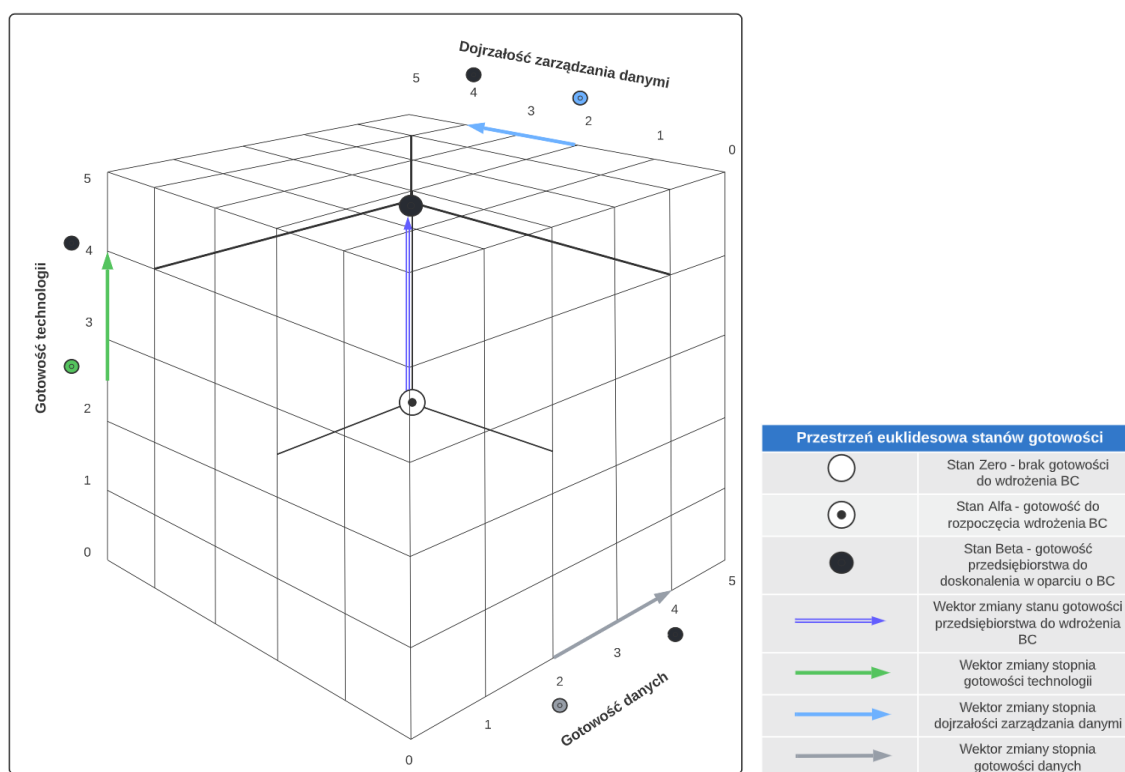 Dojrzałość zarządzania danymi
5
4
3
2
1
0
5
4
3
2
1
0
Gotowość technologii
5
4
3
2
1
0
Gotowość danych
Przestrzeń euklidesowa stanów gotowości
Stan Zero - brak gotowości
do wdrożenia BC
Stan Alfa - gotowość do
rozpoczęcia wdrożenia BC
Stan Beta - gotowość
przedsiębiorstwa do
doskonalenia w oparciu o BC
Wektor zmiany stanu gotowości
przedsiębiorstwa do wdrożenia
BC
Wektor zmiany stopnia
gotowości technologii
Wektor zmiany stopnia
dojrzałości zarządzania danymi
Wektor zmiany stopnia
gotowości danych